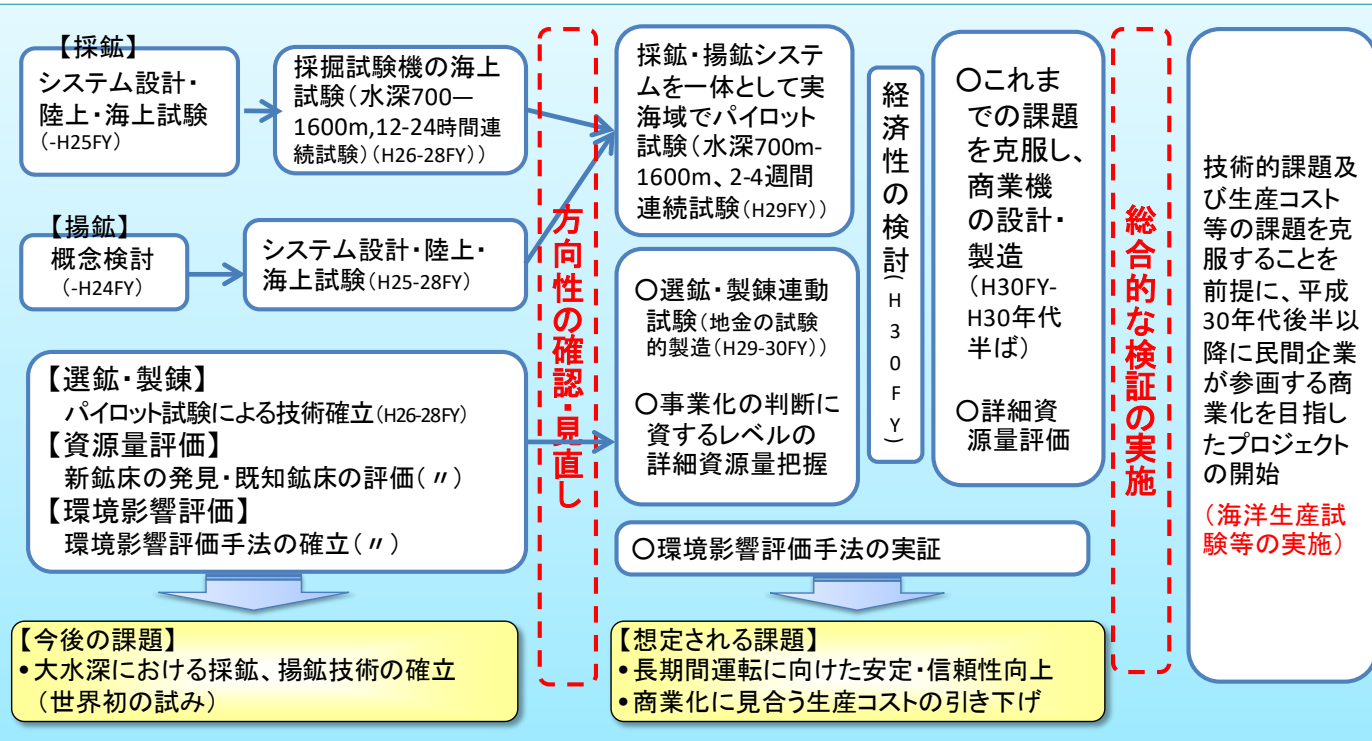 【採鉱】
システム設計・
陸上・海上試験
(-H25FY)
採掘試験機の海上
試験(水深700―
1600m,12-24時間連
続試験)(H26-28FY))
【揚鉱】
概念検討
(-H24FY)
システム設計・陸上・
海上試験(H25-28FY)
【選鉱・製錬】
パイロット試験による技術確立(H26-28FY)
【資源量評価】
新鉱床の発見・既知鉱床の評価(〃)
【環境影響評価】
環境影響評価手法の確立(〃)
【今後の課題】
•大水深における採鉱、揚鉱技術の確立
(世界初の試み)
方向性の確認・見直し
採鉱・揚鉱システ
ムを一体として実
海域でパイロット
試験(水深700m-
1600m、2-4週間
連続試験(H29FY))
○選鉱・製錬連動
試験(地金の試験
的製造(H29-30FY))
○事業化の判断に
資するレベルの
詳細資源量把握
経済性の検討(H30FY)
○これま
での課題
を克服し、
商業機
の設計・
製造
(H30FY-
H30年代
半ば)
○詳細資
源量評価
○環境影響評価手法の実証
【想定される課題】
•長期間運転に向けた安定・信頼性向上
•商業化に見合う生産コストの引き下げ
総合的な検証の実施
技術的課題及
び生産コスト
等の課題を克
服することを
前提に、平成
30年代後半以
降に民間企業
が参画する商
業化を目指し
たプロジェクト
の開始
(海洋生産試
験等の実施)